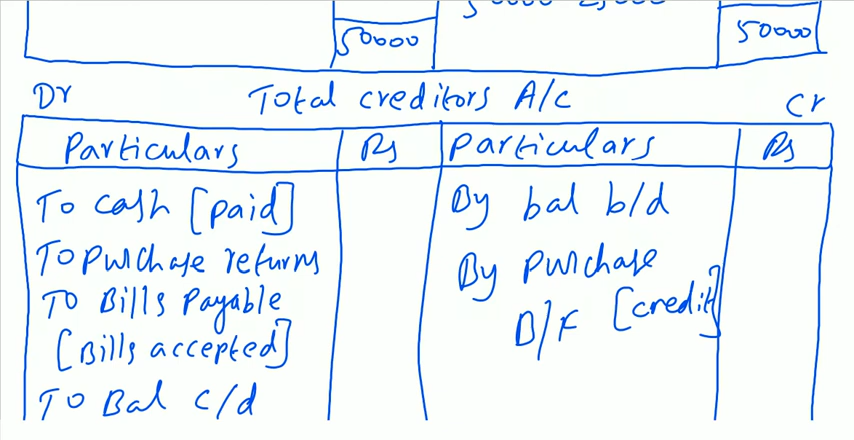 50000
50000
Dr Total creditors A/c Cr
Particulars Rs Particulars Rs
To cash [paid] By bal b/d
To purchase returns By purchase
To Bills Payable B/F [credit]
[Bills accepted]
To Bal c/d